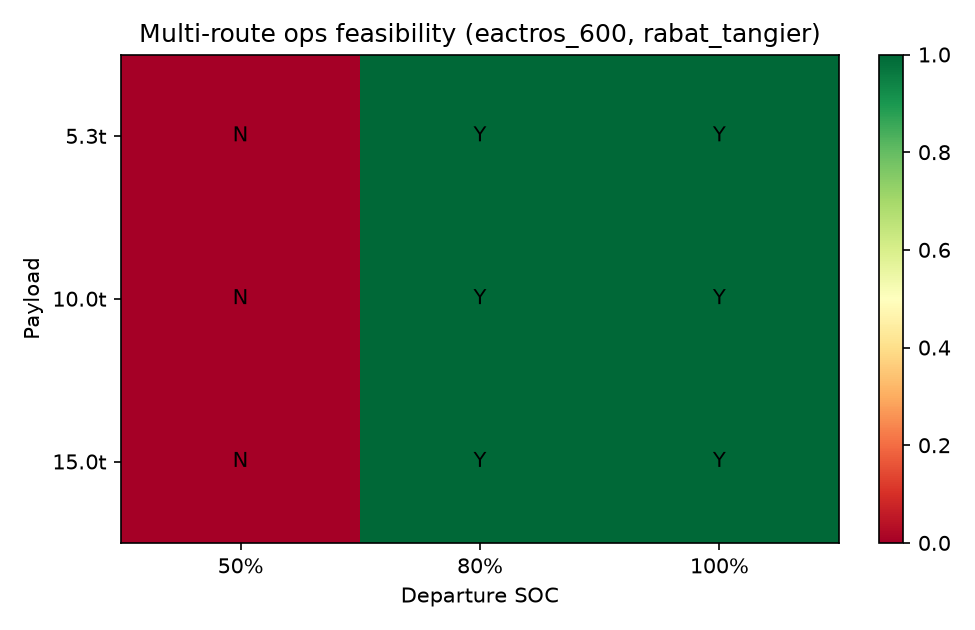 Multi-route ops feasibility (eactros_600, rabat_tangier)
1.0
5.3t N Y Y
0.8
0.6
Payload
10.0t N Y Y
0.4
15.0t N Y Y
0.2
0.0
50% 80% 100%
Departure SOC